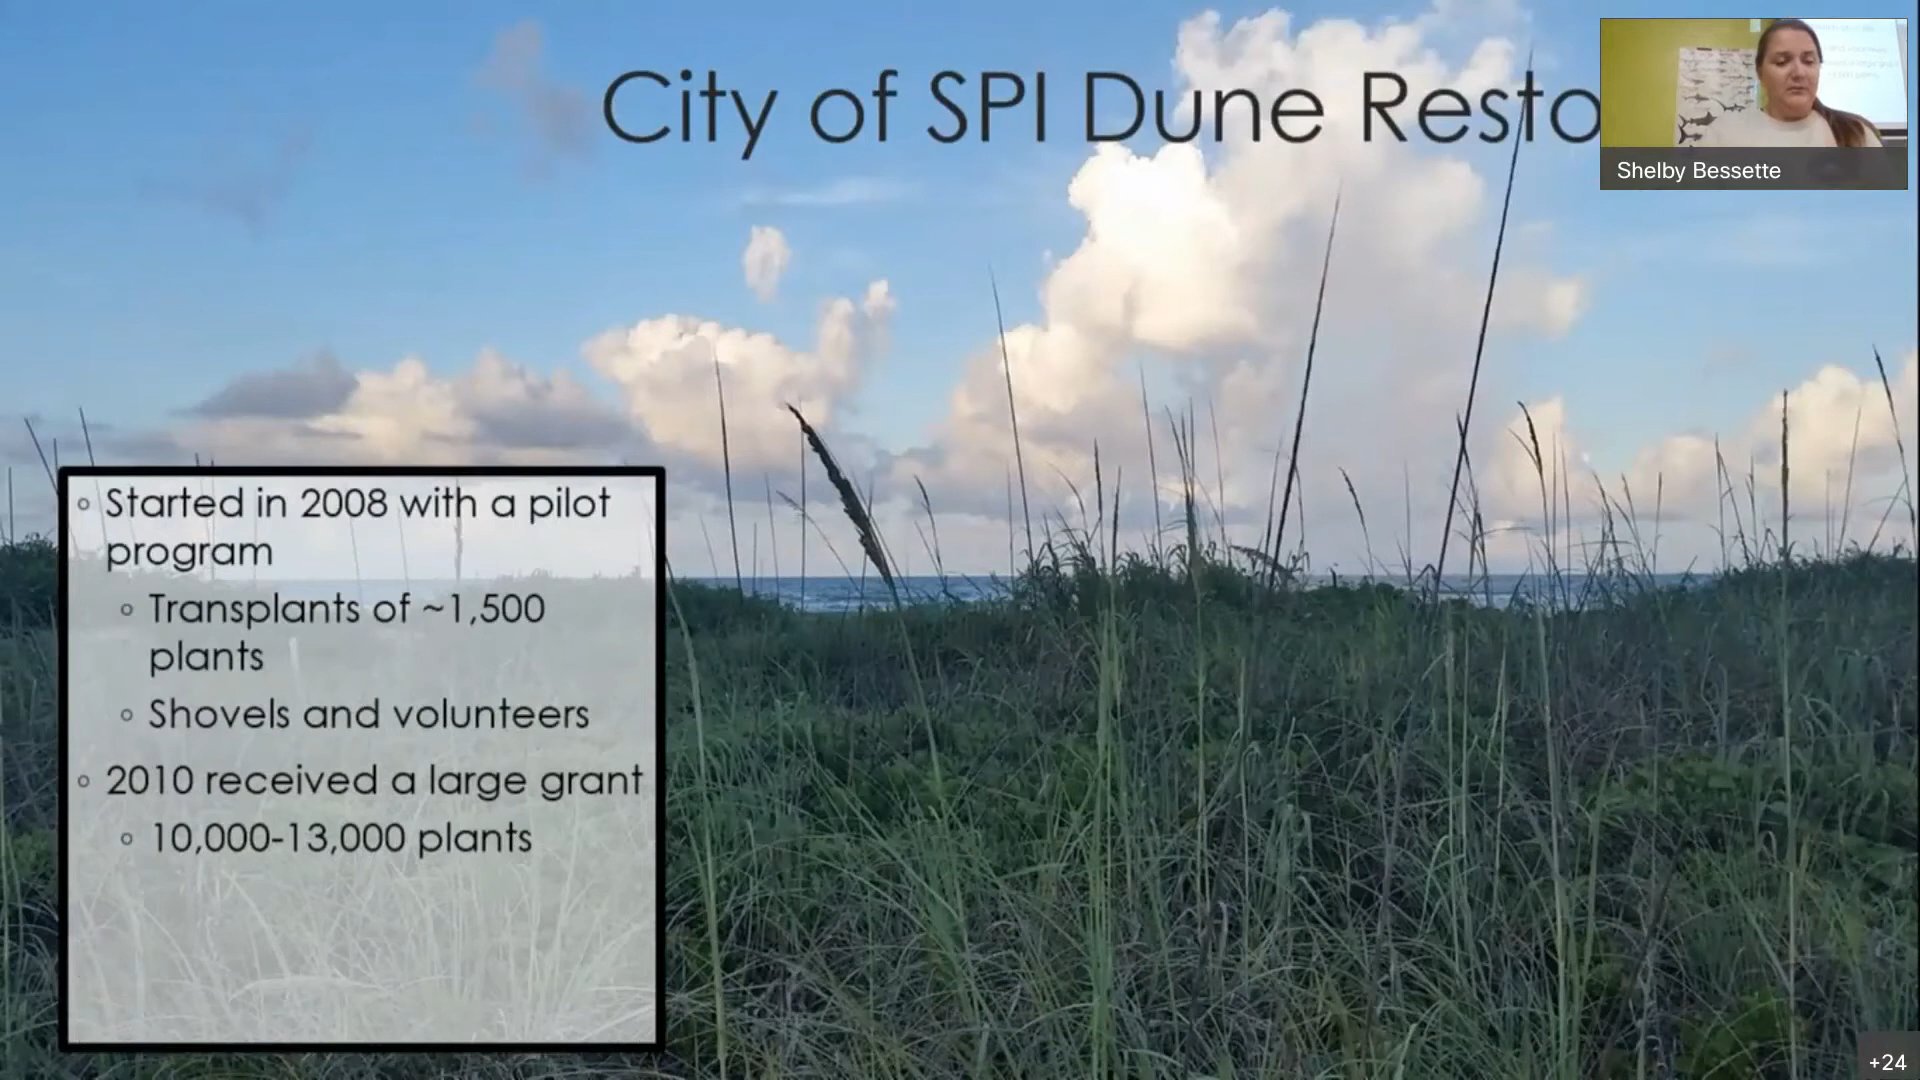 City of SPI Dune Resto
Shelby Bessette
◦ Started in 2008 with a pilot
program
◦ Transplants of ~1,500
plants
◦ Shovels and volunteers
◦ 2010 received a large grant
◦ 10,000-13,000 plants
+24